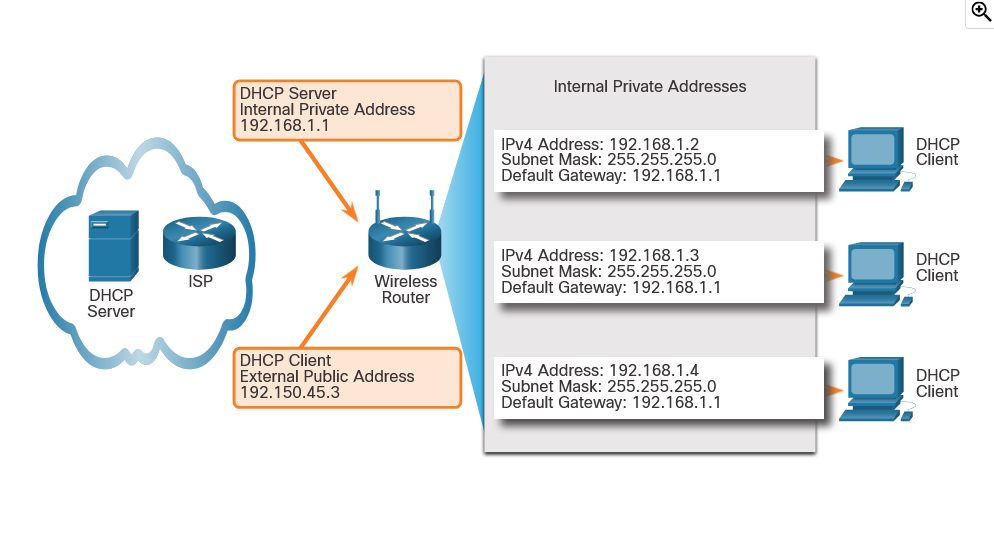 DHCP Server
Internal Private Address
192.168.1.1
DHCP
Server
ISP
Wireless
Router
DHCP Client
External Public Address
192.150.45.3
Internal Private Addresses
IPv4 Address: 192.168.1.2
Subnet Mask: 255.255.255.0
Default Gateway: 192.168.1.1
DHCP
Client
IPv4 Address: 192.168.1.3
Subnet Mask: 255.255.255.0
Default Gateway: 192.168.1.1
DHCP
Client
IPv4 Address: 192.168.1.4
Subnet Mask: 255.255.255.0
Default Gateway: 192.168.1.1
DHCP
Client